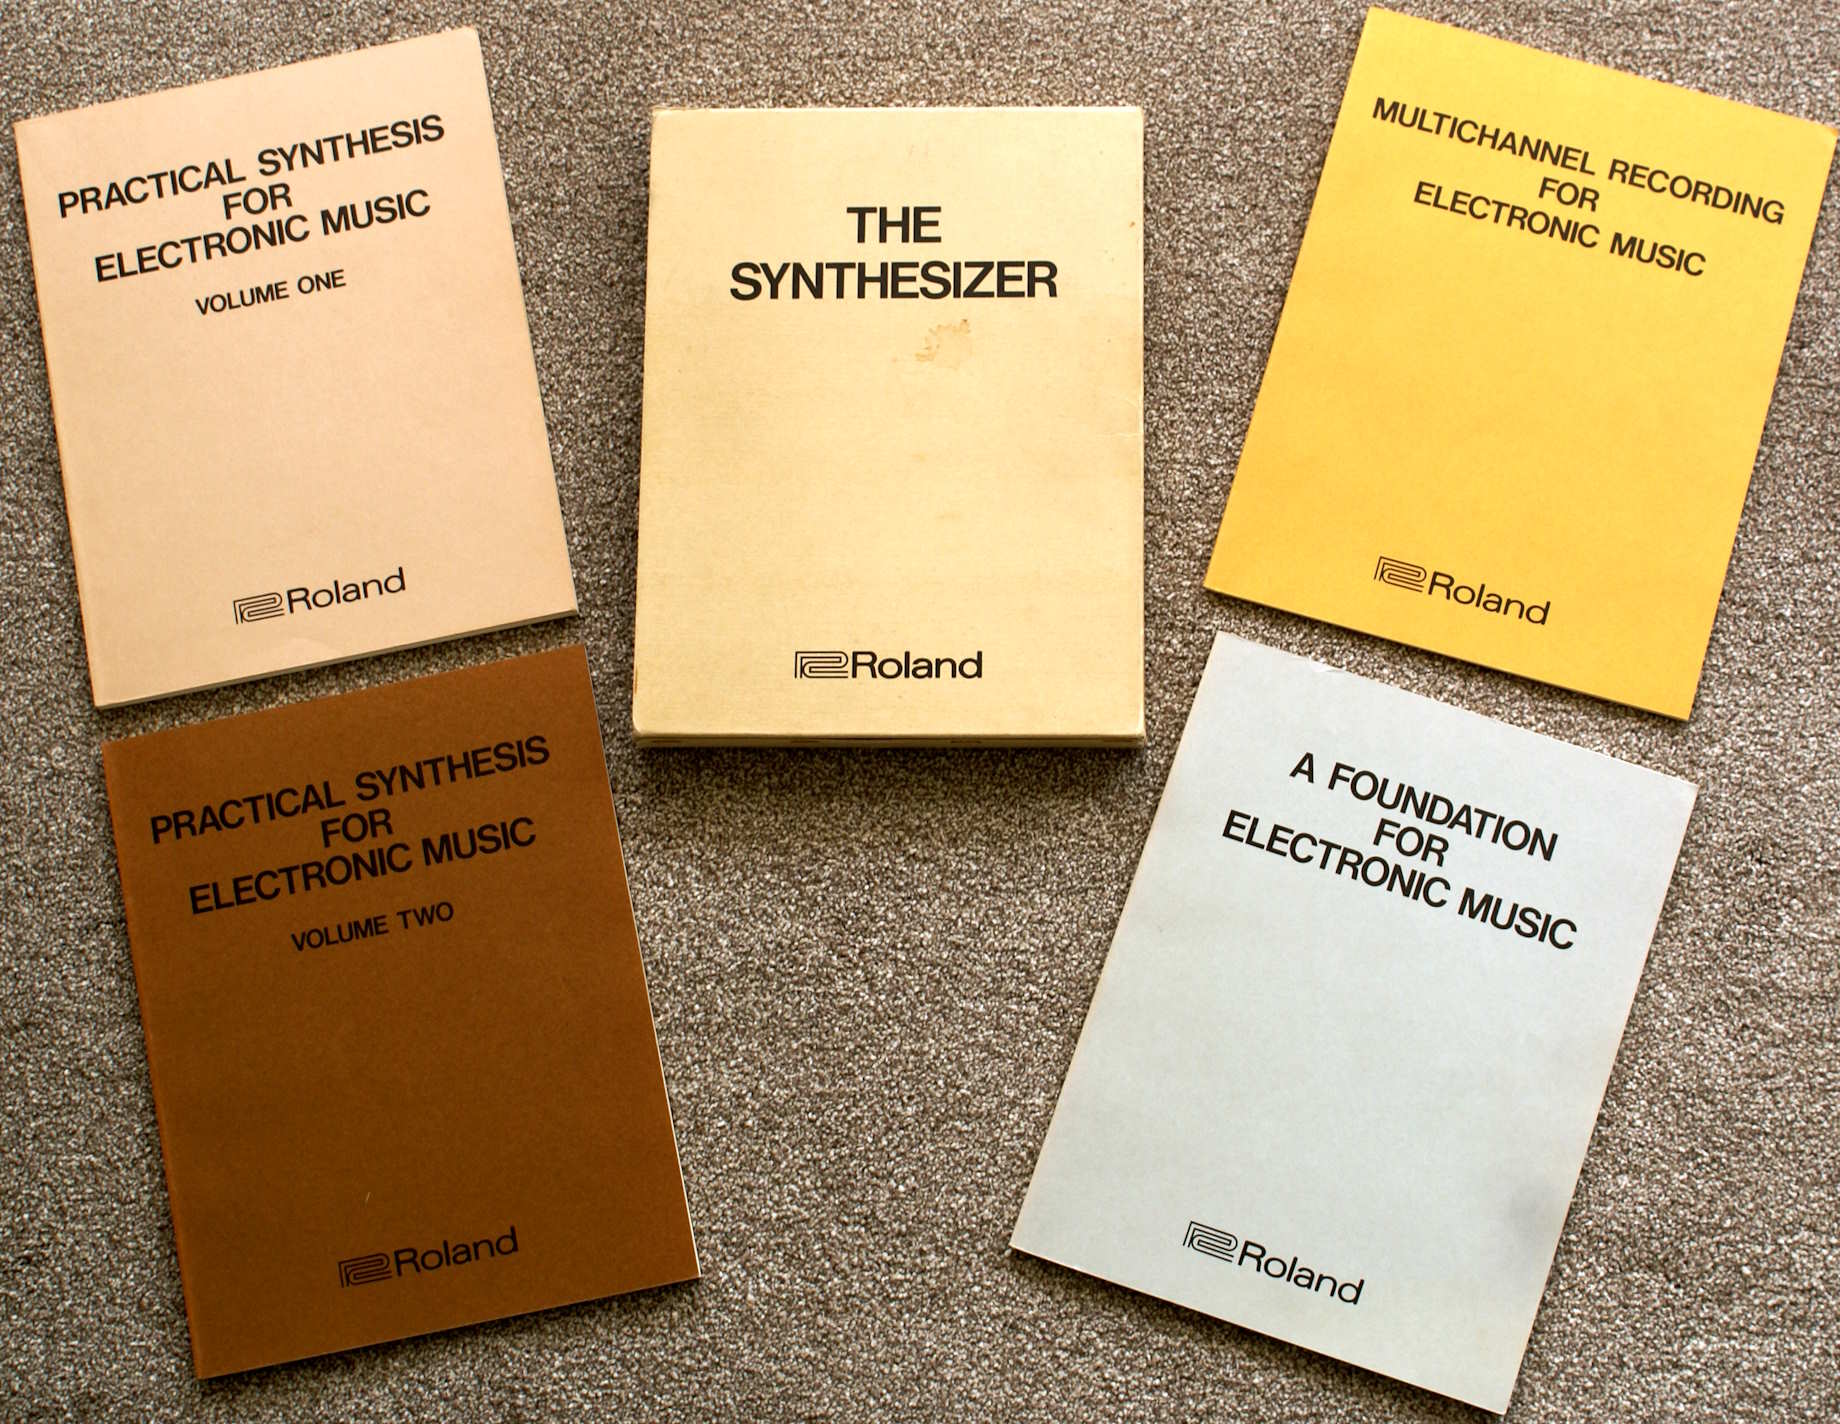 PRACTICAL SYNTHESIS
FOR
ELECTRONIC MUSIC
VOLUME ONE
Roland
THE
SYNTHESIZER
Roland
MULTICHANNEL RECORDING
FOR
ELECTRONIC MUSIC
Roland
PRACTICAL SYNTHESIS
FOR
ELECTRONIC MUSIC
VOLUME TWO
Roland
A FOUNDATION
FOR
ELECTRONIC MUSIC
Roland